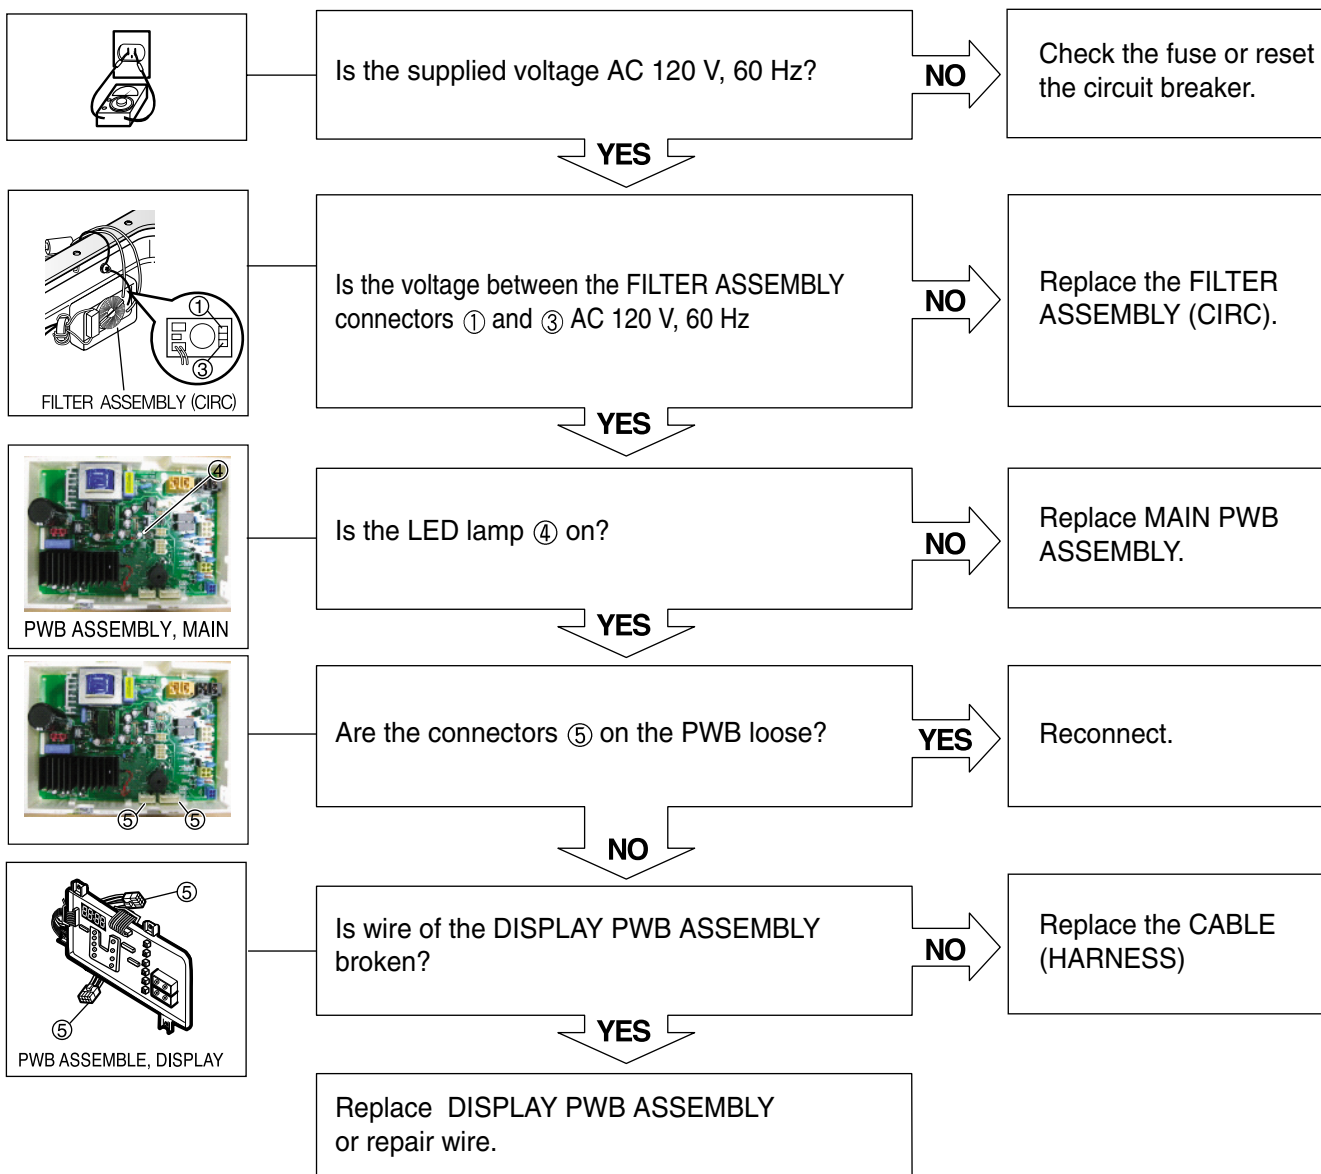 Is the supplied voltage AC 120 V, 60 Hz?
NO
Check the fuse or reset
the circuit breaker.
YES
①
③
FILTER ASSEMBLY (CIRC)
Is the voltage between the FILTER ASSEMBLY
connectors ① and ③ AC 120 V, 60 Hz
NO
Replace the FILTER
ASSEMBLY (CIRC).
YES
④
PWB ASSEMBLY, MAIN
Is the LED lamp ④ on?
NO
Replace MAIN PWB
ASSEMBLY.
YES
⑤ ⑤
Are the connectors ⑤ on the PWB loose?
YES
Reconnect.
NO
⑤
⑤
PWB ASSEMBLE, DISPLAY
Is wire of the DISPLAY PWB ASSEMBLY
broken?
NO
Replace the CABLE
(HARNESS)
YES
Replace DISPLAY PWB ASSEMBLY
or repair wire.